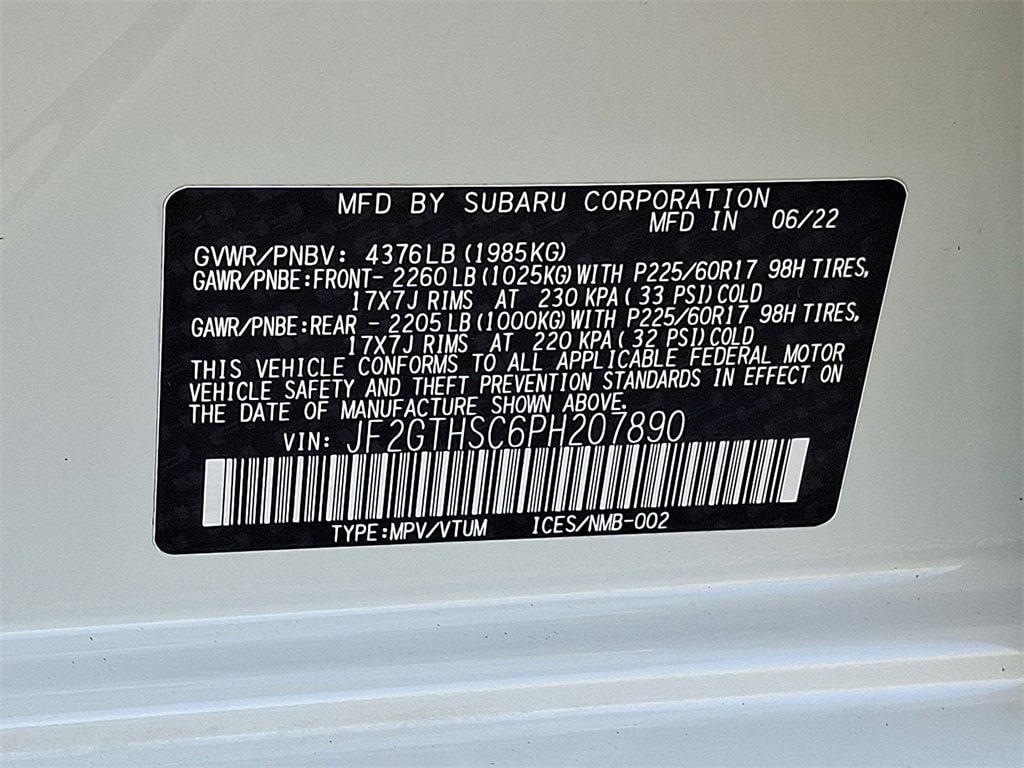 MFD BY SUBARU CORPORATION
MFD IN 06/22
GVWR/PNBV: 4376LB (1985KG)
GAWR/PNBE:FRONT- 2260LB (1025KG) WITH P225/60R17 98H TIRES,
17X7J RIMS AT 230 KPA ( 33 PSI) COLD
GAWR/PNBE:REAR - 2205LB (1000KG) WITH P225/60R17 98H TIRES,
17X7J RIMS AT 220 KPA ( 32 PSI) COLD
THIS VEHICLE CONFORMS TO ALL APPLICABLE FEDERAL MOTOR
VEHICLE SAFETY AND THEFT PREVENTION STANDARDS IN EFFECT ON
THE DATE OF MANUFACTURE SHOWN ABOVE.
VIN: JF2GTHSC6PH207890
TYPE:MPV/VTUM ICES/NMB-002